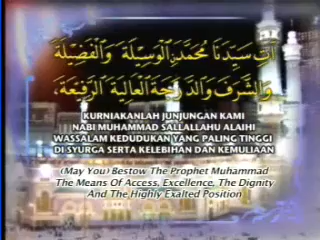 آتِ سَيِّدَنَا مُحَمَّدَنِ الْوَسِيلَةَ وَالْفَضِيلَةَ
وَالشَّرَفَ وَالدَّرَجَةَ الْعَالِيَةَ الرَّفِيعَةَ،
KURNIAKANLAH JUNJUNGAN KAMI
NABI MUHAMMAD SALLALLAHU ALAIHI
WASSALAM KEDUDUKAN YANG PALING TINGGI
DI SYURGA SERTA KELEBIHAN DAN KEMULIAAN
(May You) Bestow The Prophet Muhammad
The Means Of Access, Excellence, The Dignity
And The Highly Exalted Position